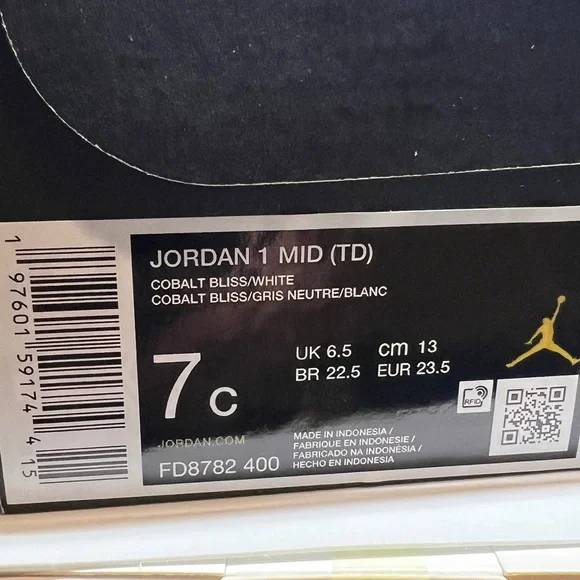 JORDAN 1 MID (TD)
COBALT BLISS/WHITE
COBALT BLISS/GRIS NEUTRE/BLANC
7c
UK 6.5 cm 13
BR 22.5 EUR 23.5
RFID
JORDAN.COM
FD8782 400
MADE IN INDONESIA /
FABRIQUE EN INDONESIE /
FABRICADO NA INDONÉSIA /
HECHO EN INDONESIA
1 97601 59174 4 15